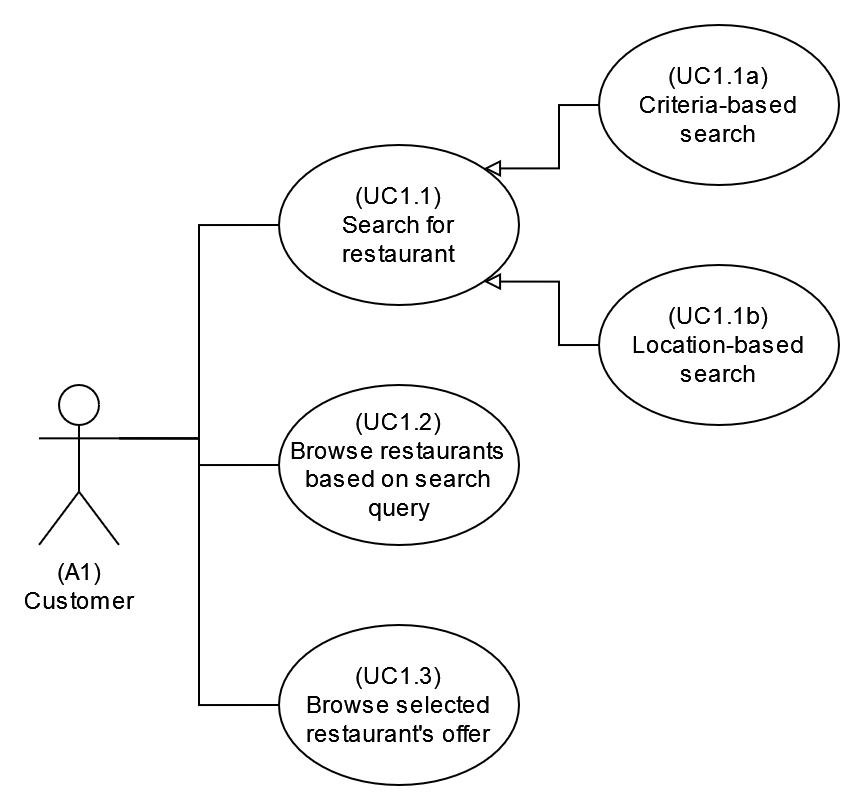 (UC1.1a)
Criteria-based
search
(UC1.1)
Search for
restaurant
(UC1.1b)
Location-based
search
(UC1.2)
Browse restaurants
based on search
query
(A1)
Customer
(UC1.3)
Browse selected
restaurant's offer